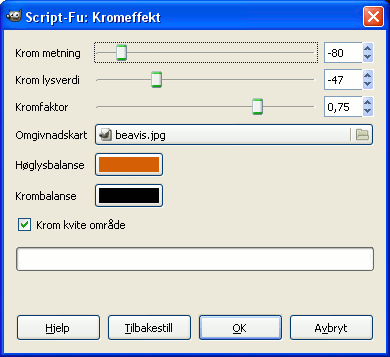 Script-Fu: Kromeffekt
Krom metning -80
Krom lysverdi -47
Kromfaktor 0,75
Omgivnadskart beavis.jpg
Høglysbalanse
Krombalanse
Krom kvite område
Hjelp Tilbakestill OK Avbryt